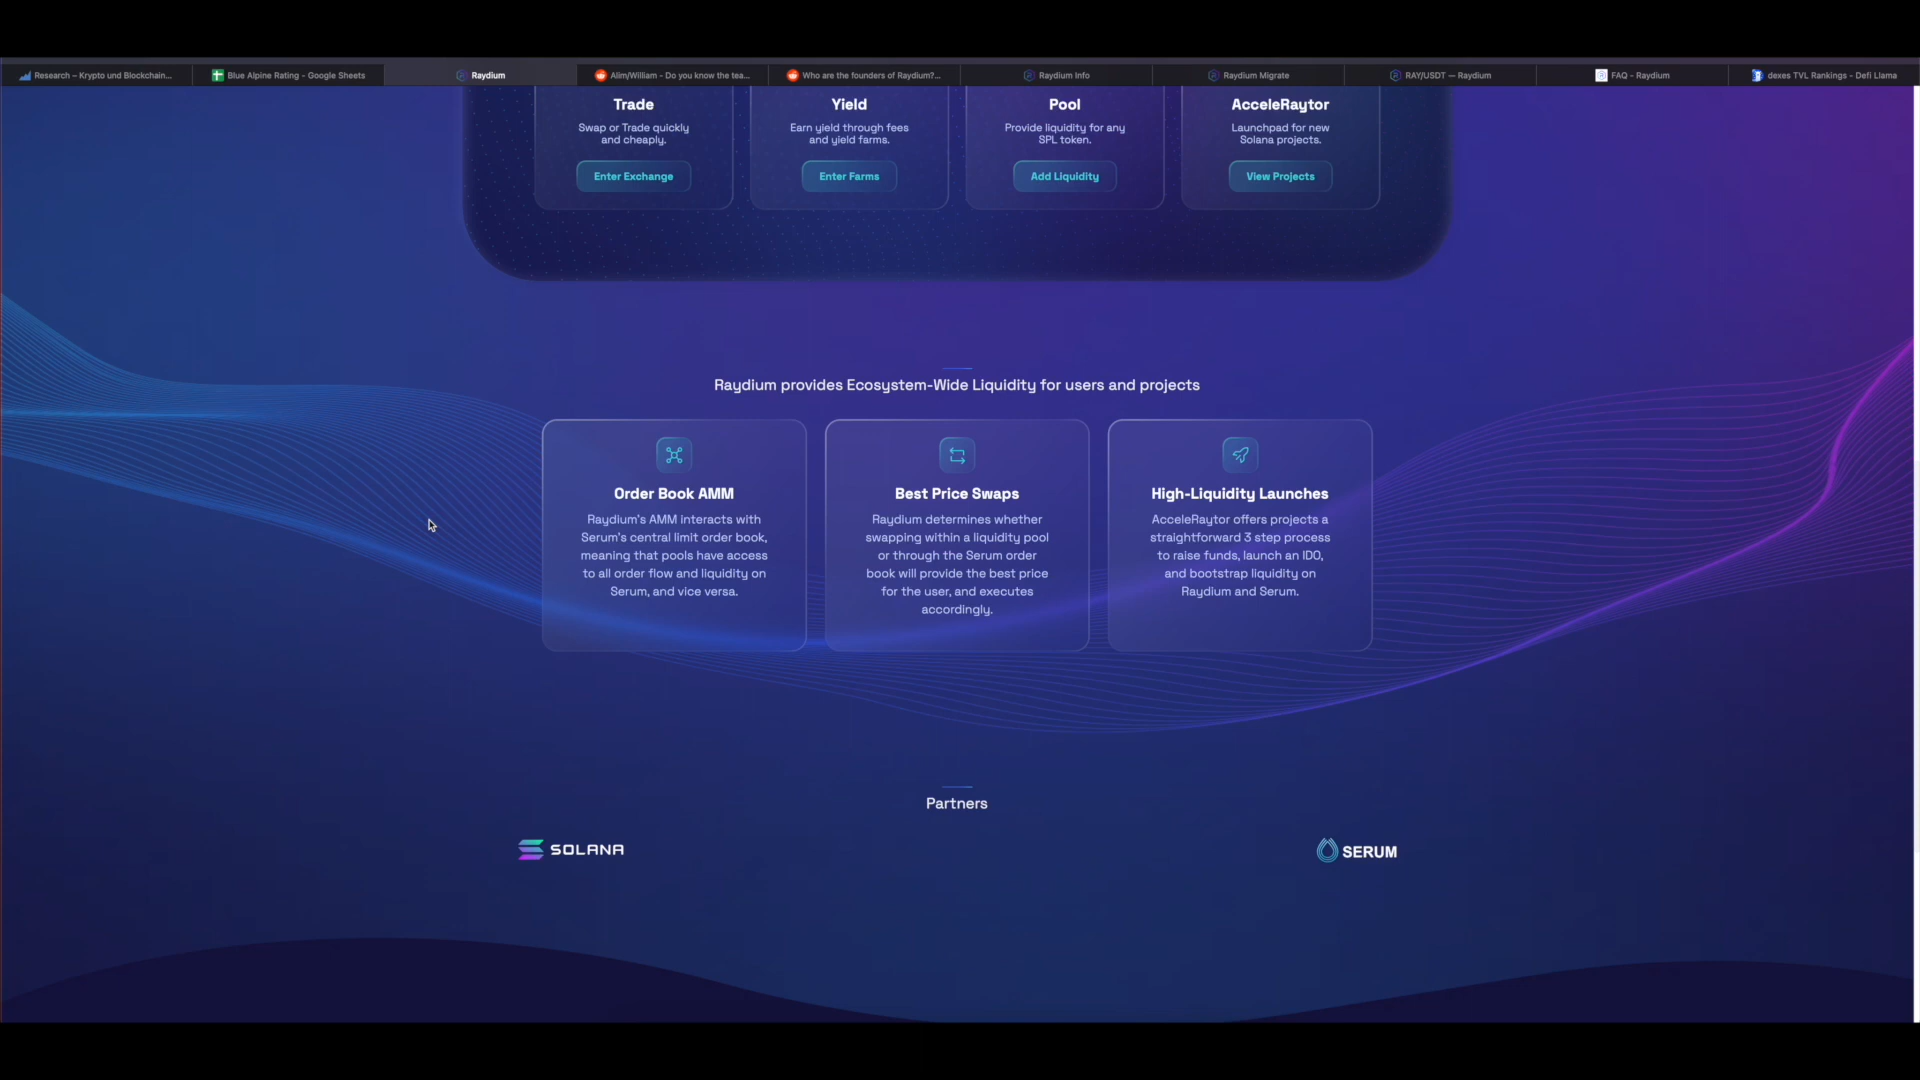 Research – Krypto und Blockchain...
Blue Alpine Rating - Google Sheets
Raydium
Alim/William - Do you know the tea...
Who are the founders of Raydium?...
Raydium Info
Raydium Migrate
RAY/USDT — Raydium
FAQ - Raydium
dexes TVL Rankings - Defi Llama
Trade
Swap or Trade quickly
and cheaply.
Enter Exchange
Yield
Earn yield through fees
and yield farms.
Enter Farms
Pool
Provide liquidity for any
SPL token.
Add Liquidity
AcceleRaytor
Launchpad for new
Solana projects.
View Projects
Raydium provides Ecosystem-Wide Liquidity for users and projects
Order Book AMM
Raydium's AMM interacts with
Serum's central limit order book,
meaning that pools have access
to all order flow and liquidity on
Serum, and vice versa.
Best Price Swaps
Raydium determines whether
swapping within a liquidity pool
or through the Serum order
book will provide the best price
for the user, and executes
accordingly.
High-Liquidity Launches
AcceleRaytor offers projects a
straightforward 3 step process
to raise funds, launch an IDO,
and bootstrap liquidity on
Raydium and Serum.
Partners
SOLANA
SERUM